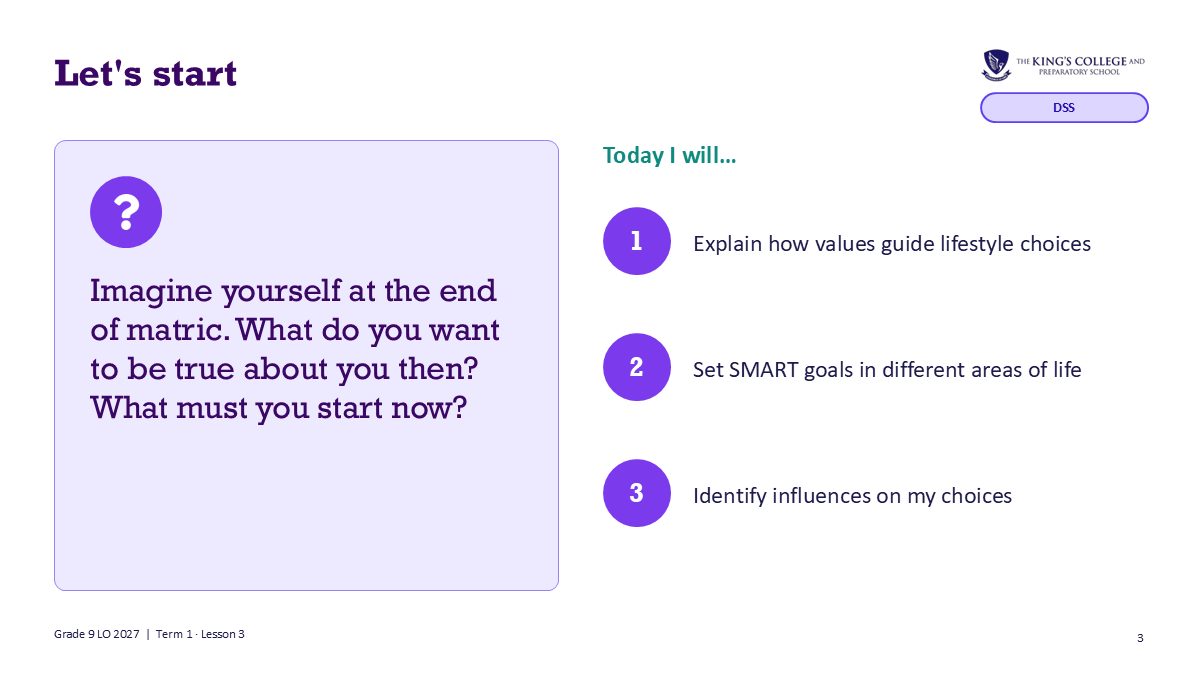 Let's start
THE KING'S COLLEGE AND
PREPARATORY SCHOOL
DSS
?
Imagine yourself at the end
of matric. What do you want
to be true about you then?
What must you start now?
Today I will...
1
Explain how values guide lifestyle choices
2
Set SMART goals in different areas of life
3
Identify influences on my choices
Grade 9 LO 2027 | Term 1 · Lesson 3
3